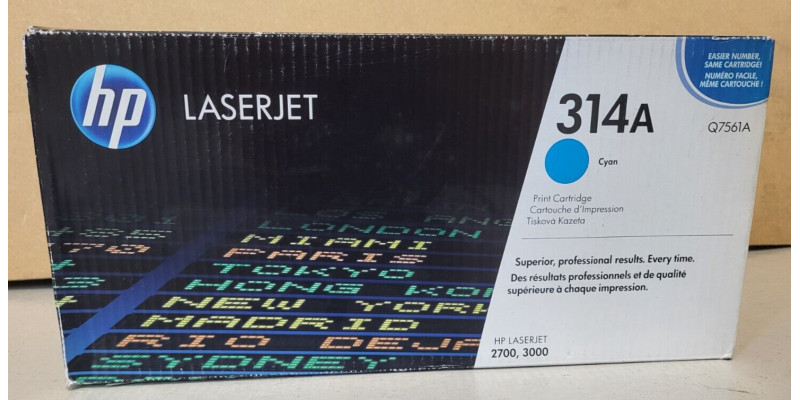 hp
LASERJET
EASIER NUMBER,
SAME CARTRIDGE!
NUMÉRO FACILE,
MÊME CARTOUCHE !
314A
Q7561A
Cyan
Print Cartridge
Cartouche d'Impression
Tisková Kazeta
Superior, professional results. Every time.
Des résultats professionnels et de qualité
supérieure à chaque impression.
HP LASERJET
2700, 3000
LONDON
MIAMI
PARIS
TOKYO
HONG KON
NEW YORK
MADRID
RIO DEJA
SYDNEY